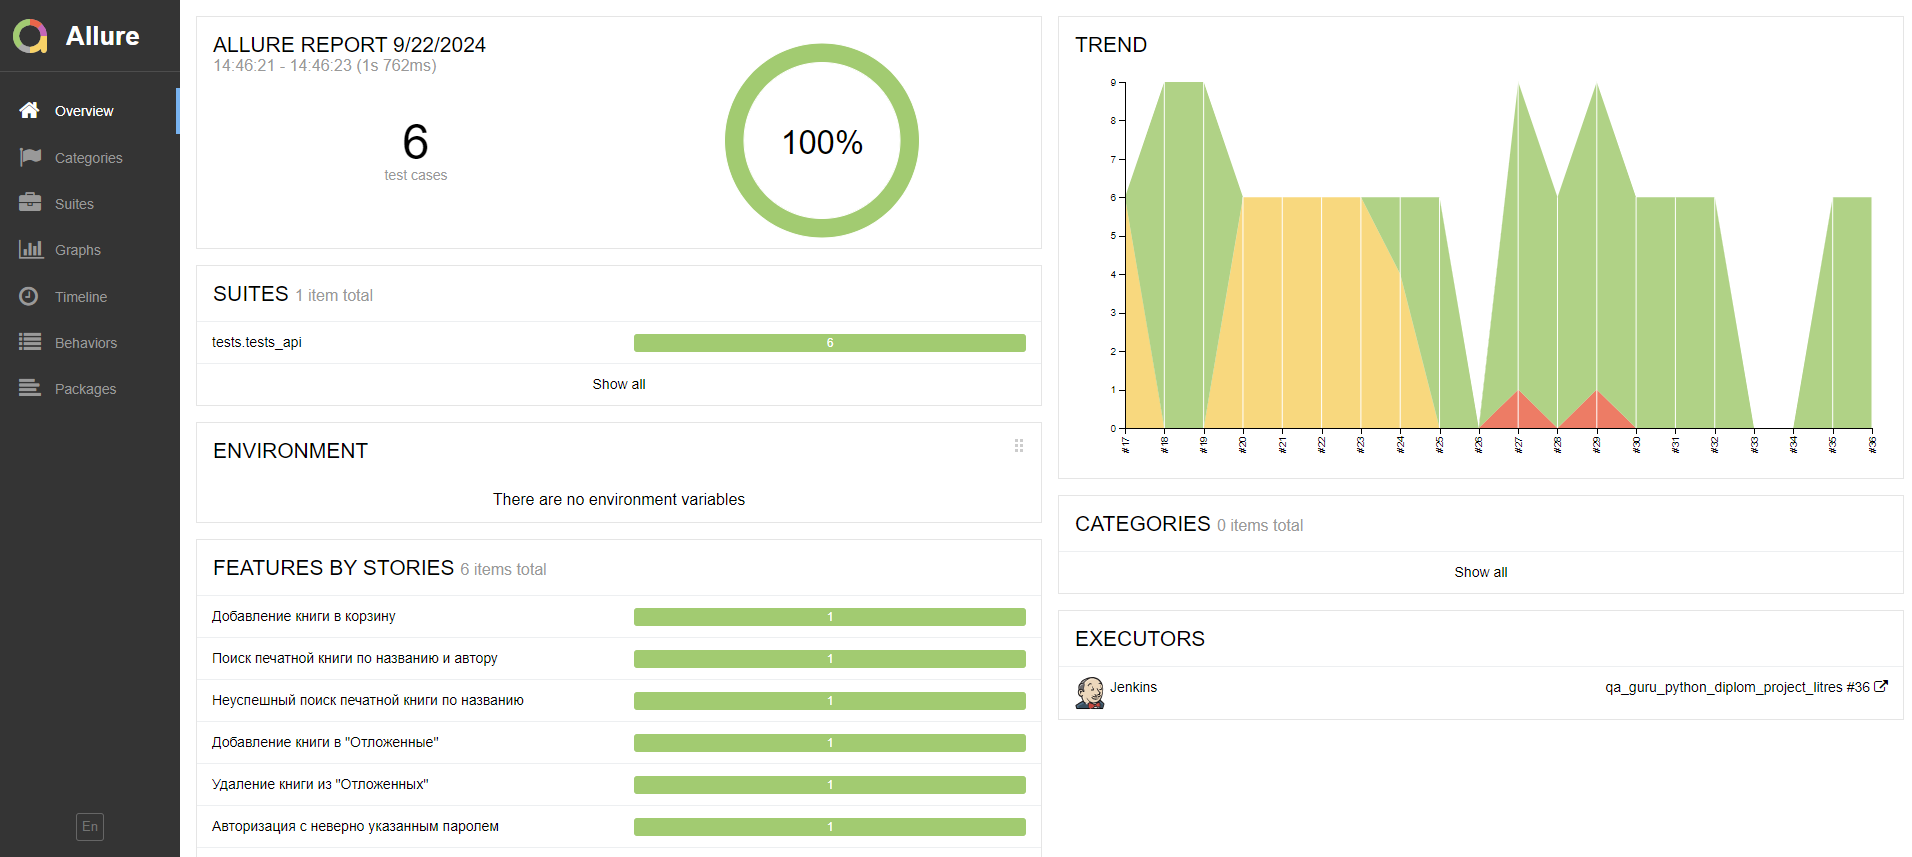 Allure
Overview
Categories
Suites
Graphs
Timeline
Behaviors
Packages
En
ALLURE REPORT 9/22/2024
14:46:21 - 14:46:23 (1s 762ms)
6
test cases
100%
SUITES 1 item total
tests.tests_api 6
Show all
ENVIRONMENT
There are no environment variables
FEATURES BY STORIES 6 items total
Добавление книги в корзину 1
Поиск печатной книги по названию и автору 1
Неуспешный поиск печатной книги по названию 1
Добавление книги в "Отложенные" 1
Удаление книги из "Отложенных" 1
Авторизация с неверно указанным паролем 1
TREND
9
8
7
6
5
4
3
2
1
0
#17 #18 #19 #20 #21 #22 #23 #24 #25 #26 #27 #28 #29 #30 #31 #32 #33 #34 #35 #36
CATEGORIES 0 items total
Show all
EXECUTORS
Jenkins qa_guru_python_diplom_project_litres #36